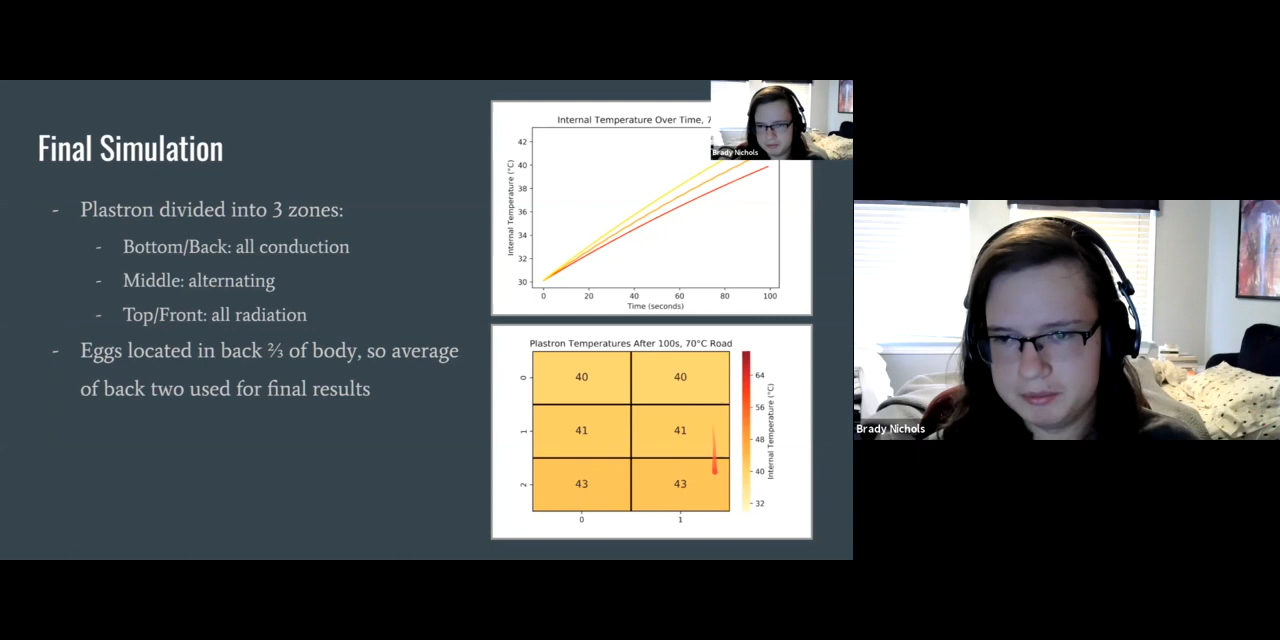 Final Simulation
- Plastron divided into 3 zones:
- Bottom/Back: all conduction
- Middle: alternating
- Top/Front: all radiation
- Eggs located in back ⅔ of body, so average
of back two used for final results
Internal Temperature Over Time, 7
Internal Temperature (°C)
42
40
38
36
34
32
30
0 20 40 60 80 100
Time (seconds)
Brady Nichols
Plastron Temperatures After 100s, 70°C Road
0
1
2
40 40
41 41
43 43
0 1
64
56
48
40
32
Internal Temperature (°C)
Brady Nichols